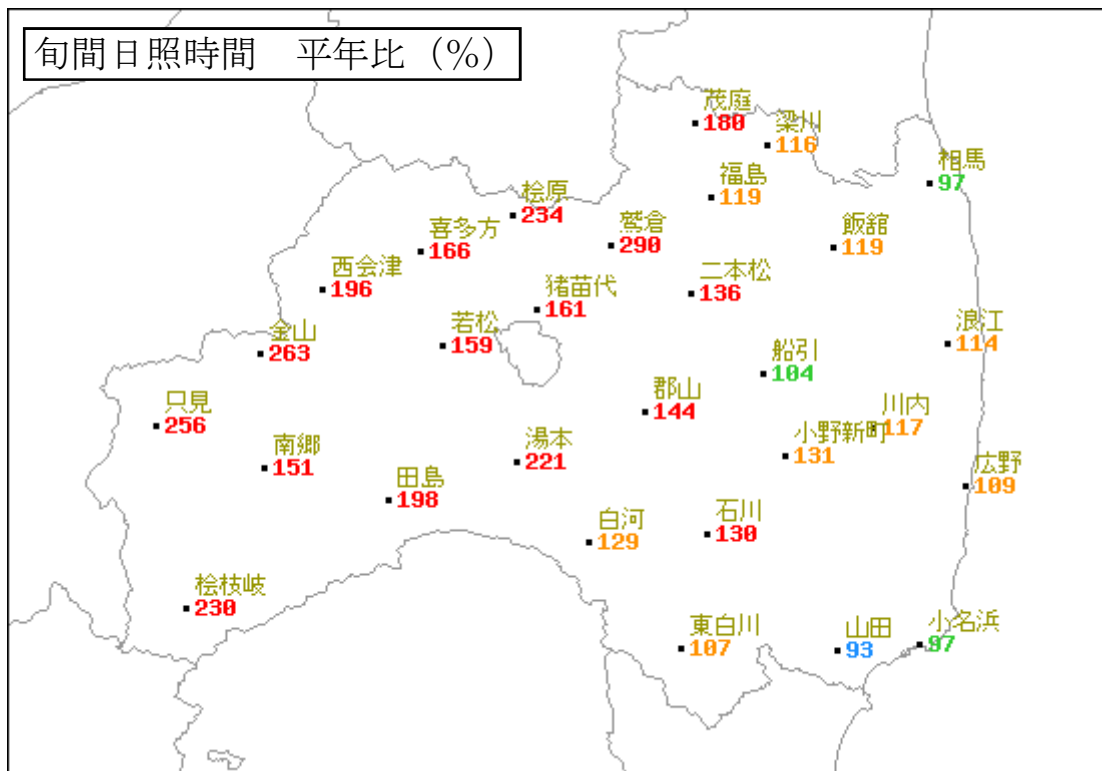 旬間日照時間　平年比（％）
茂庭
180
梁川
116
相馬
97
福島
119
桧原
234
鷲倉
290
飯舘
119
喜多方
166
西会津
196
猪苗代
161
二本松
136
金山
263
若松
159
浪江
114
船引
104
郡山
144
只見
256
川内
117
小野新町
131
南郷
151
湯本
221
田島
198
広野
109
白河
129
石川
130
桧枝岐
230
東白川
107
山田
93
小名浜
97